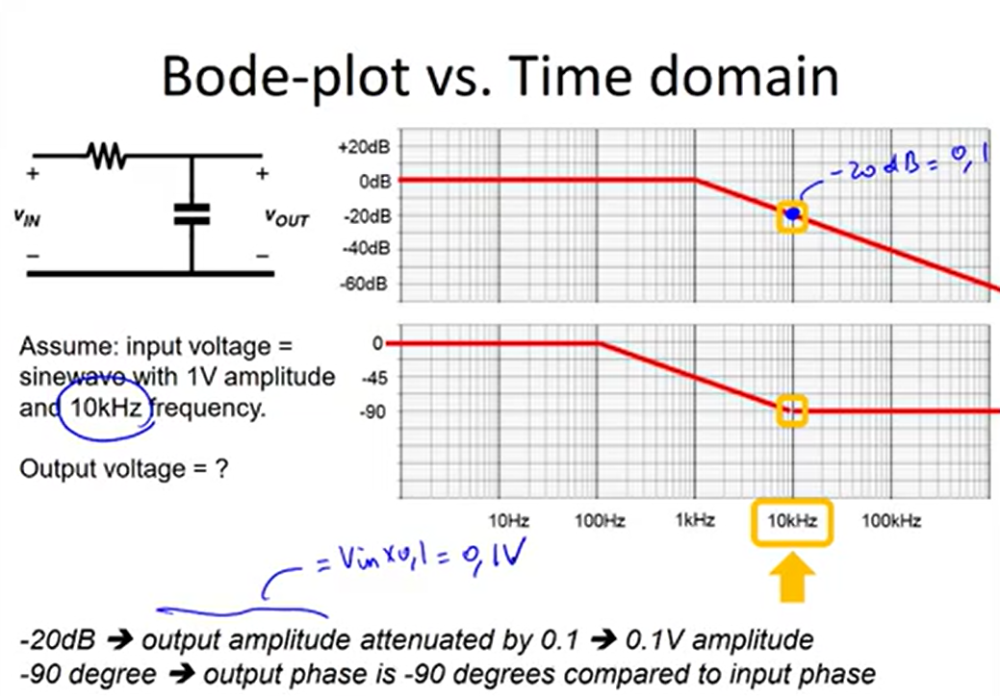 Bode-plot vs. Time domain
+20dB
0dB
-20dB
-40dB
-60dB
-20 dB = 0,1
+
+
vIN
vOUT
−
−
0
-45
-90
Assume: input voltage =
sinewave with 1V amplitude
and 10kHz frequency.
Output voltage = ?
10Hz 100Hz 1kHz 10kHz 100kHz
= Vin x 0,1 = 0,1V
-20dB ➔ output amplitude attenuated by 0.1 ➔ 0.1V amplitude
-90 degree ➔ output phase is -90 degrees compared to input phase